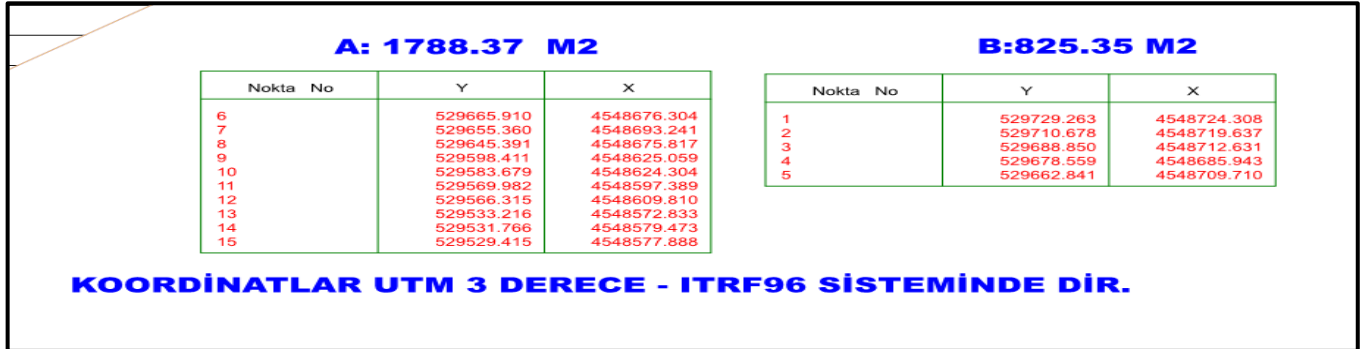 A: 1788.37 M2
Nokta No Y X
6 529665.910 4548676.304
7 529655.360 4548693.241
8 529645.391 4548675.817
9 529598.411 4548625.059
10 529583.679 4548624.304
11 529569.982 4548597.389
12 529566.315 4548609.810
13 529533.216 4548572.833
14 529531.766 4548579.473
15 529529.415 4548577.888
B:825.35 M2
Nokta No Y X
1 529729.263 4548724.308
2 529710.678 4548719.637
3 529688.850 4548712.631
4 529678.559 4548685.943
5 529662.841 4548709.710
KOORDİNATLAR UTM 3 DERECE - ITRF96 SİSTEMİNDE DİR.